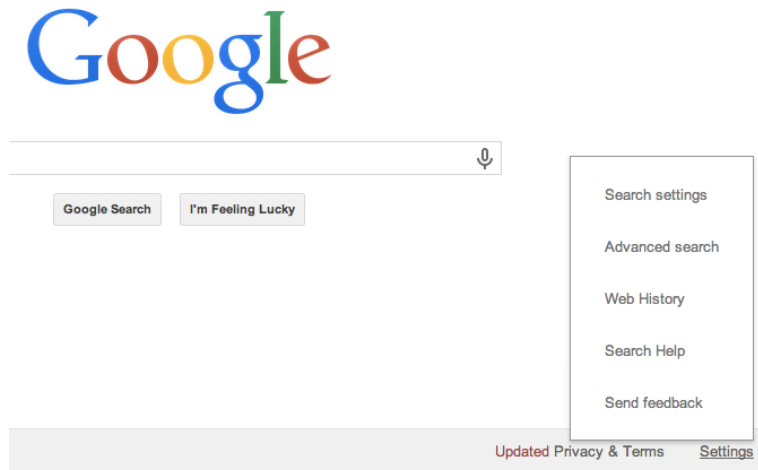 Google
Google Search
I'm Feeling Lucky
Search settings
Advanced search
Web History
Search Help
Send feedback
Updated Privacy & Terms
Settings